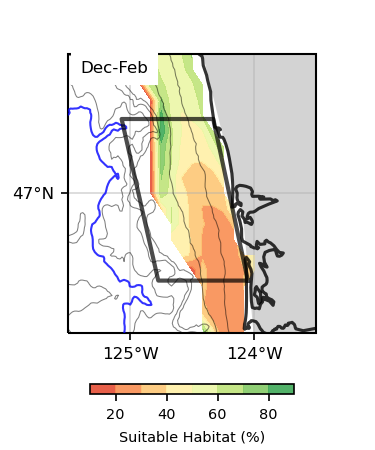 Dec-Feb
47°N
125°W 124°W
20 40 60 80
Suitable Habitat (%)